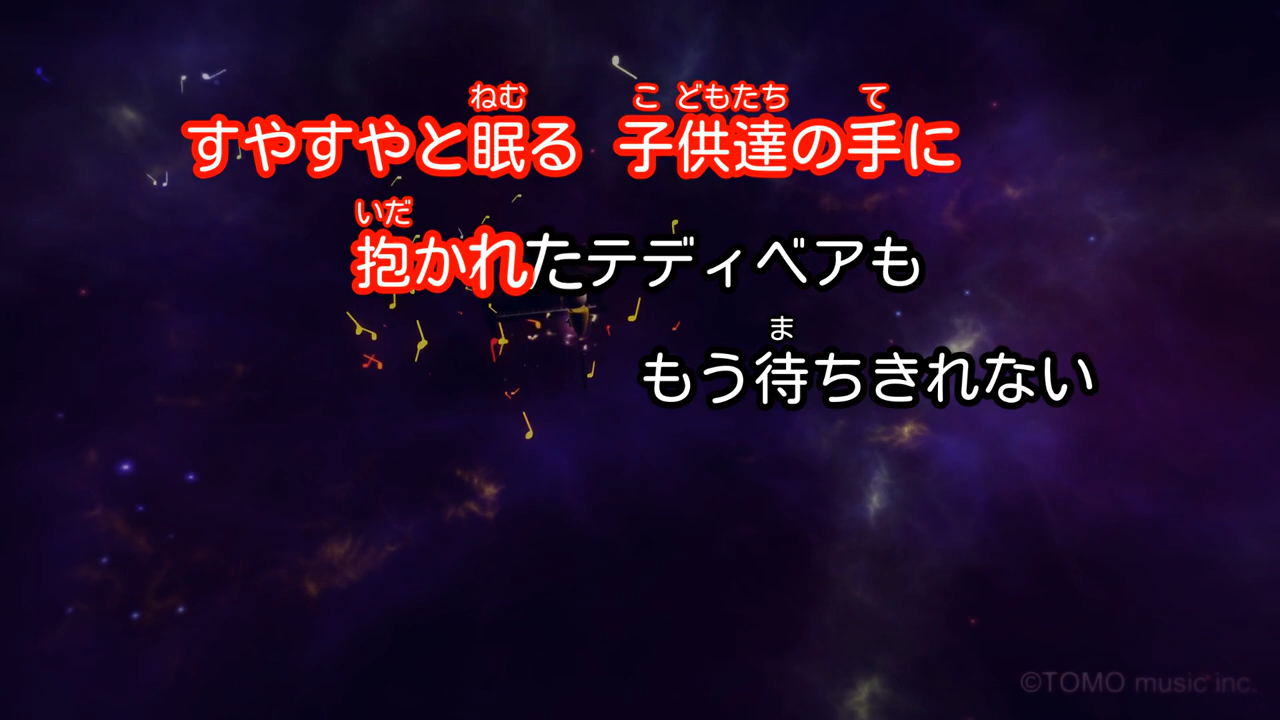 ねむ こ どもたち て
すやすやと眠る 子供達の手に
いだ
抱かれたテディベアも
ま
もう待ちきれない
©TOMO music inc.